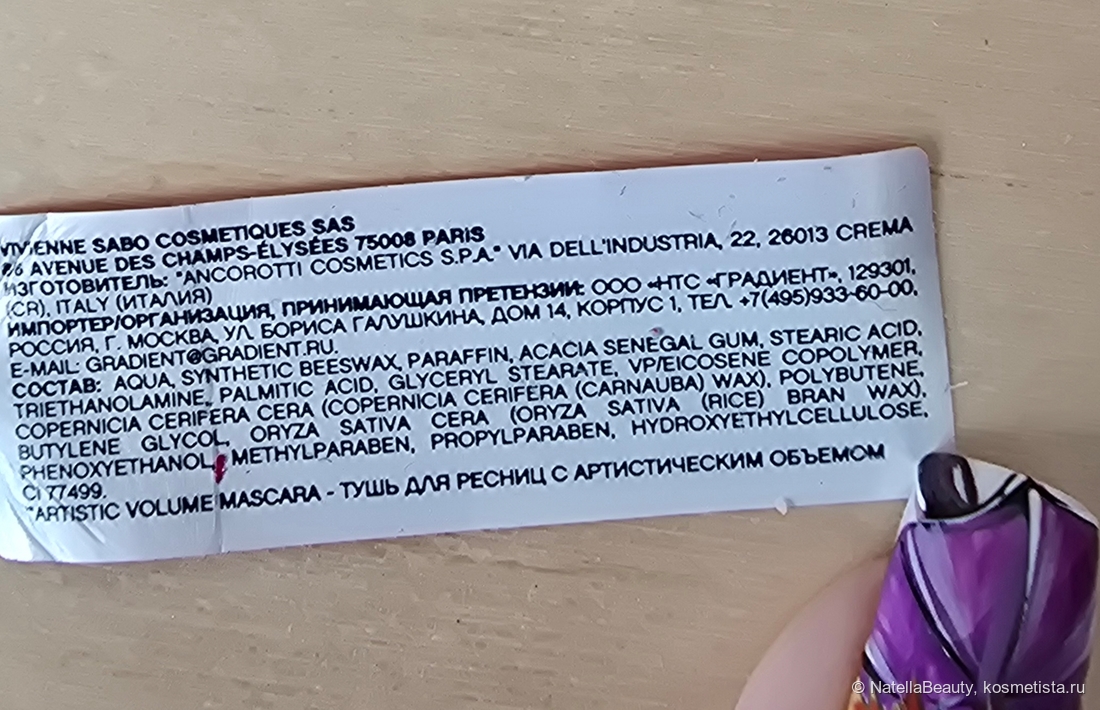 VIVIENNE SABO COSMETIQUES SAS
66 AVENUE DES CHAMPS-ÉLYSÉES 75008 PARIS
ИЗГОТОВИТЕЛЬ: "ANCOROTTI COSMETICS S.P.A." VIA DELL'INDUSTRIA, 22, 26013 CREMA
(CR), ITALY (ИТАЛИЯ)
ИМПОРТЕР/ОРГАНИЗАЦИЯ, ПРИНИМАЮЩАЯ ПРЕТЕНЗИИ: ООО «НТС «ГРАДИЕНТ», 129301,
РОССИЯ, Г. МОСКВА, УЛ. БОРИСА ГАЛУШКИНА, ДОМ 14, КОРПУС 1, ТЕЛ. +7(495)933-60-00,
E-MAIL: GRADIENT@GRADIENT.RU.
СОСТАВ: AQUA, SYNTHETIC BEESWAX, PARAFFIN, ACACIA SENEGAL GUM, STEARIC ACID,
TRIETHANOLAMINE, PALMITIC ACID, GLYCERYL STEARATE, VP/EICOSENE COPOLYMER,
COPERNICIA CERIFERA CERA (COPERNICIA CERIFERA (CARNAUBA) WAX), POLYBUTENE,
BUTYLENE GLYCOL, ORYZA SATIVA CERA (ORYZA SATIVA (RICE) BRAN WAX),
PHENOXYETHANOL, METHYLPARABEN, PROPYLPARABEN, HYDROXYETHYLCELLULOSE,
CI 77499.
"ARTISTIC VOLUME MASCARA - ТУШЬ ДЛЯ РЕСНИЦ С АРТИСТИЧЕСКИМ ОБЪЕМОМ
© NatellaBeauty, kosmetista.ru